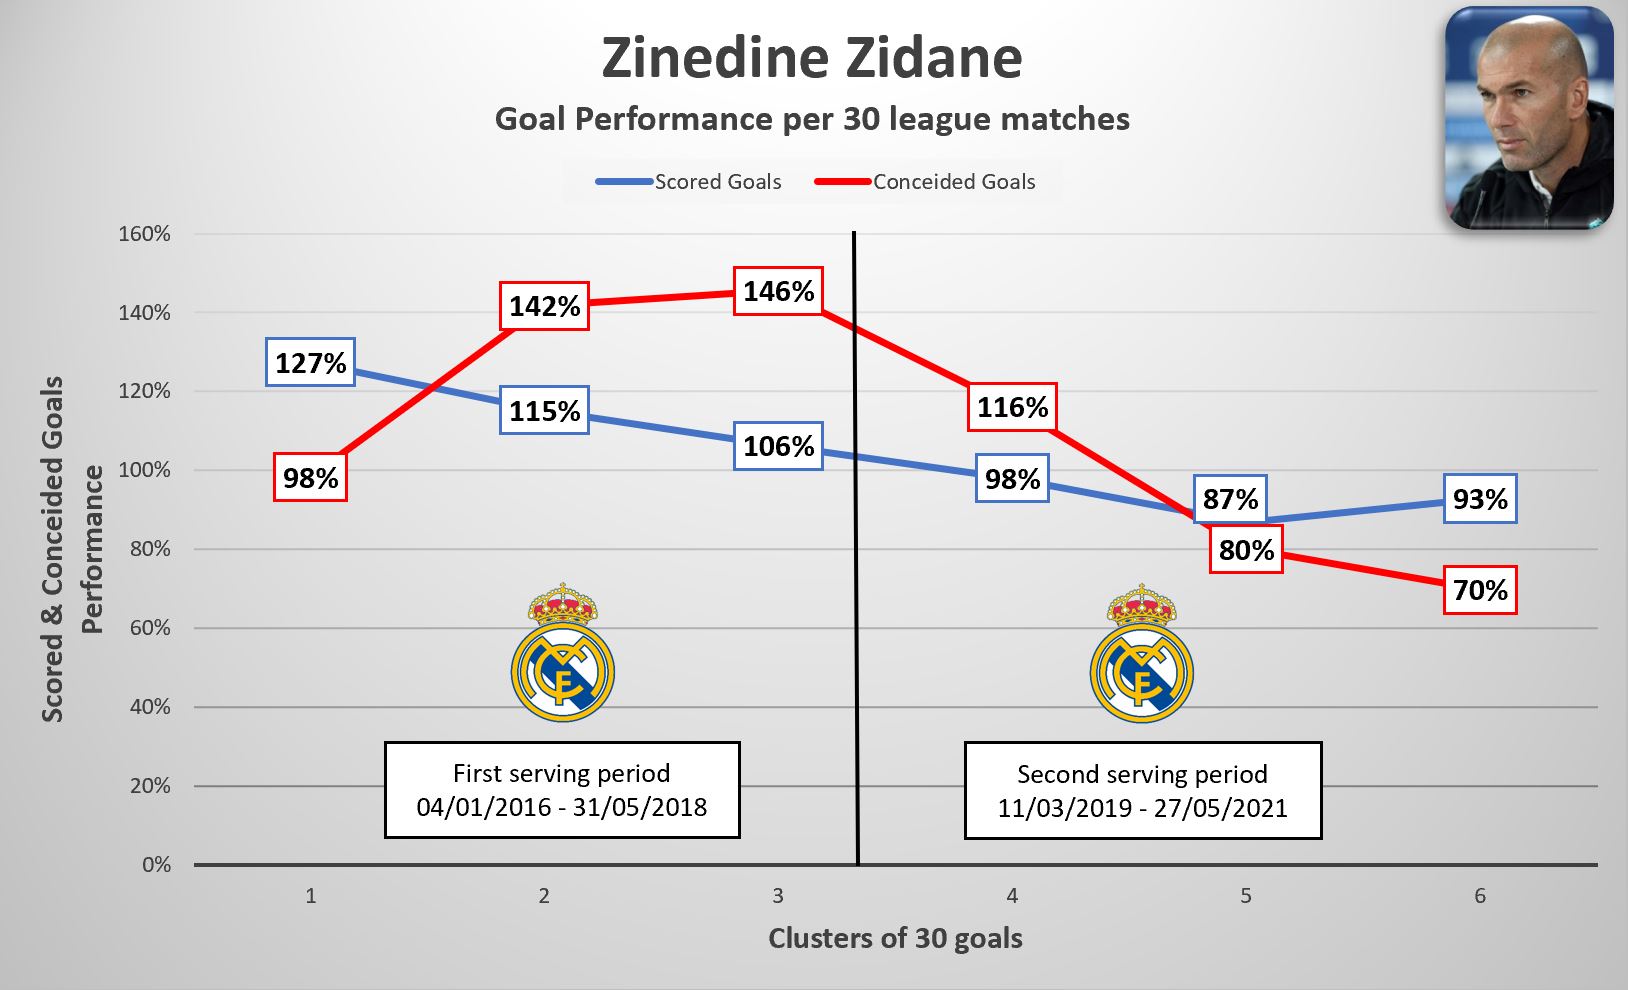 Zinedine Zidane
Goal Performance per 30 league matches
Scored Goals
Conceided Goals
Scored & Conceided Goals
Performance
160%
140%
120%
100%
80%
60%
40%
20%
0%
127%
115%
106%
98%
87%
93%
98%
142%
146%
116%
80%
70%
First serving period
04/01/2016 - 31/05/2018
Second serving period
11/03/2019 - 27/05/2021
1
2
3
4
5
6
Clusters of 30 goals